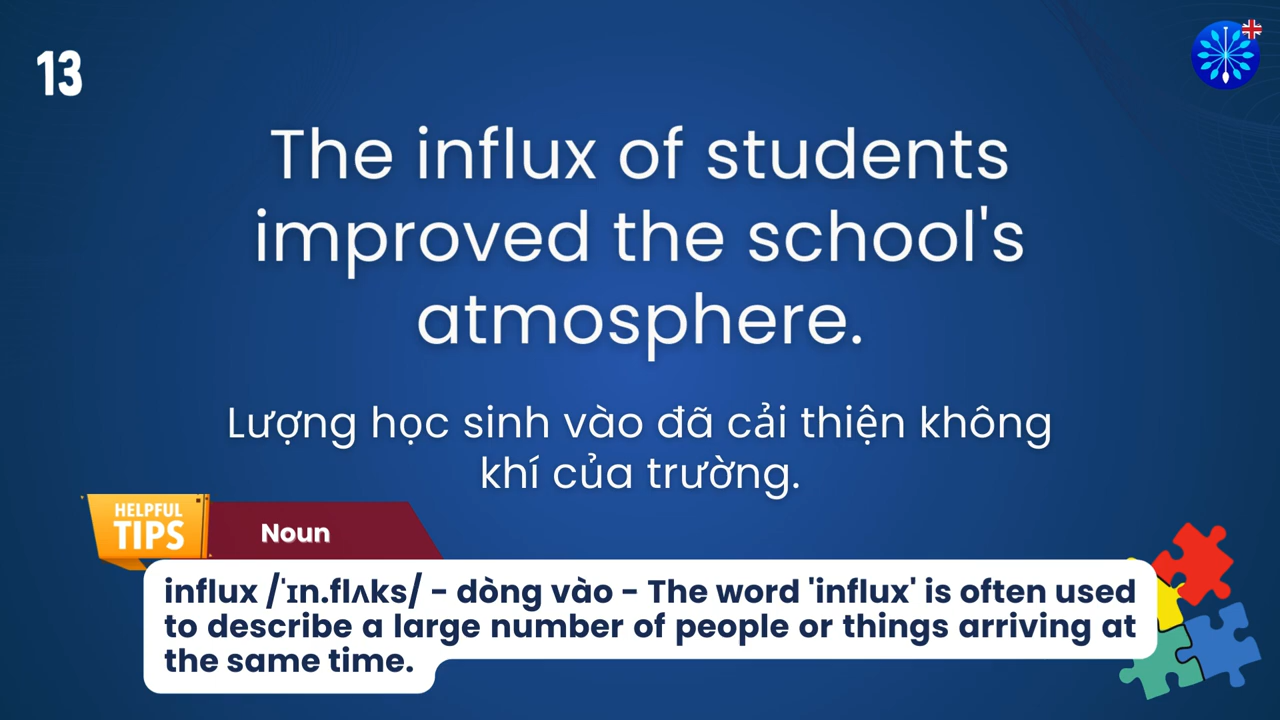 13
The influx of students
improved the school's
atmosphere.
Lượng học sinh vào đã cải thiện không
khí của trường.
HELPFUL
TIPS
Noun
influx /ˈɪn.flʌks/ - dòng vào - The word 'influx' is often used
to describe a large number of people or things arriving at
the same time.